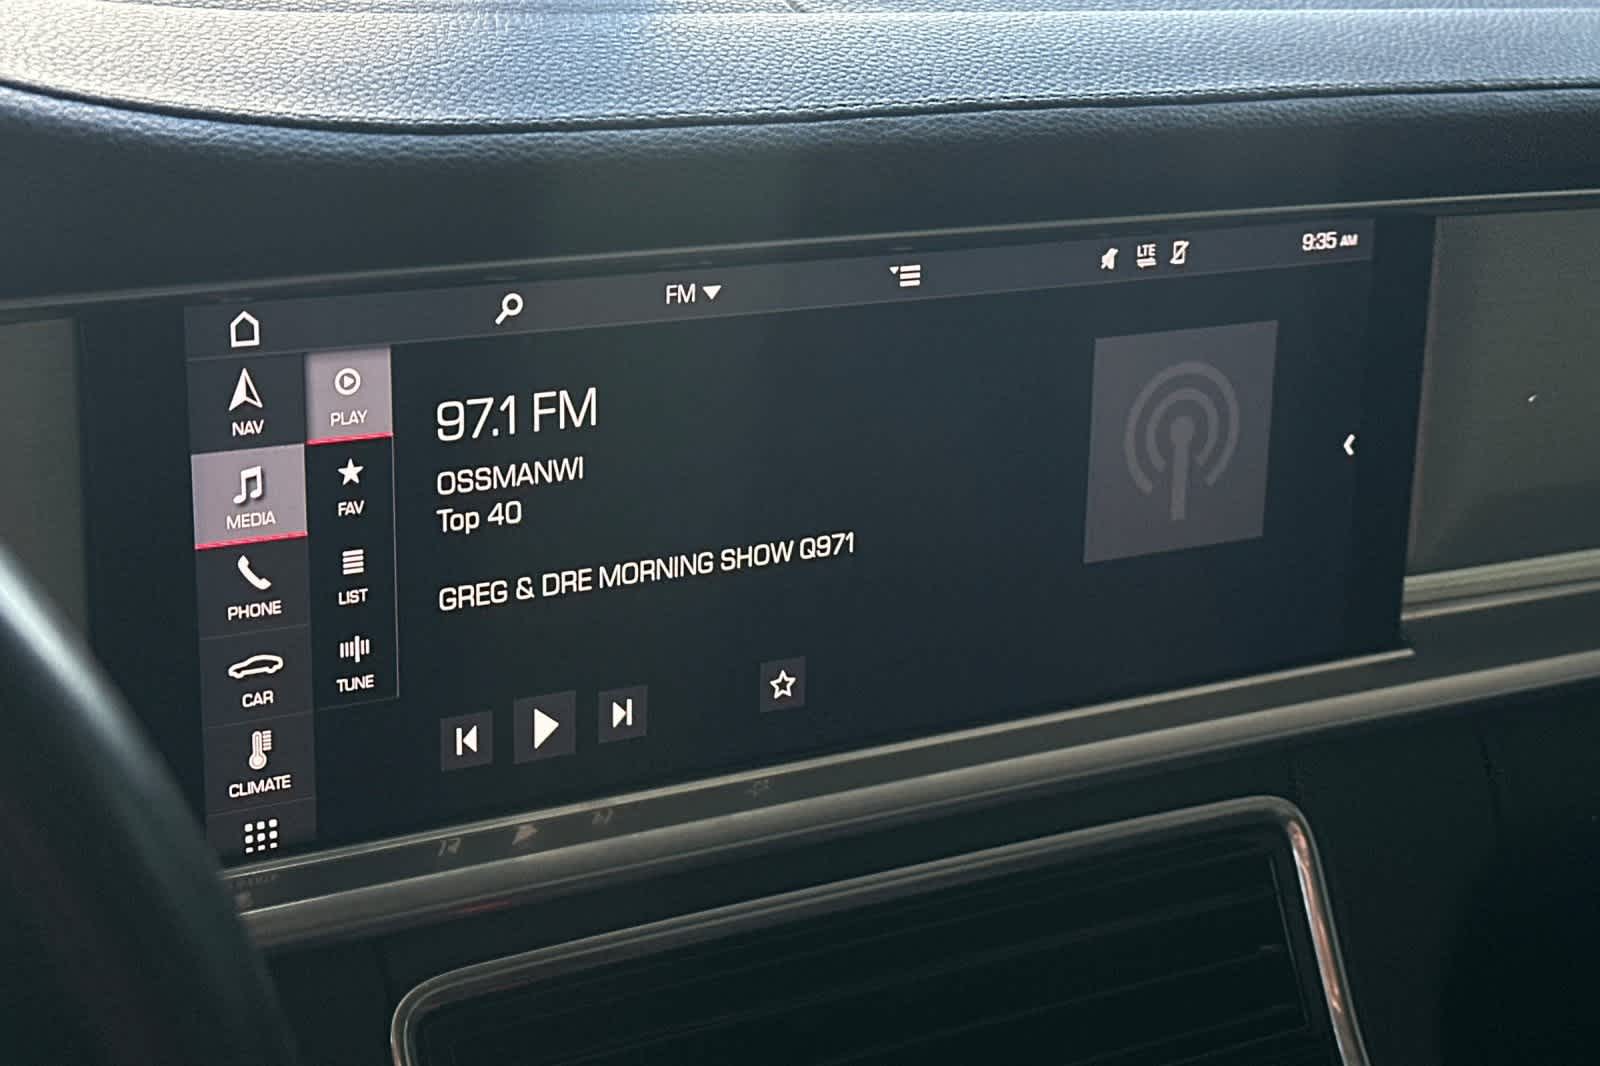 LTE
9:35 AM
FM
NAV
PLAY
97.1 FM
MEDIA
FAV
OSSMANWI
Top 40
PHONE
LIST
GREG & DRE MORNING SHOW Q971
CAR
TUNE
CLIMATE